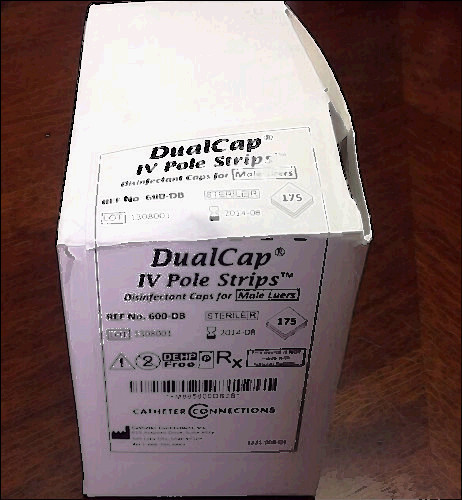 DualCap®
IV Pole Strips™
Disinfectant Caps for Male Luers
REF No. 600-DB STERILE R
LOT 1308001 2014-08 175
DualCap®
IV Pole Strips™
Disinfectant Caps for Male Luers
REF No. 600-DB STERILE R
LOT 1308001 2014-08 175
2 DEHP Free Rx
CATHETER CONNECTIONS